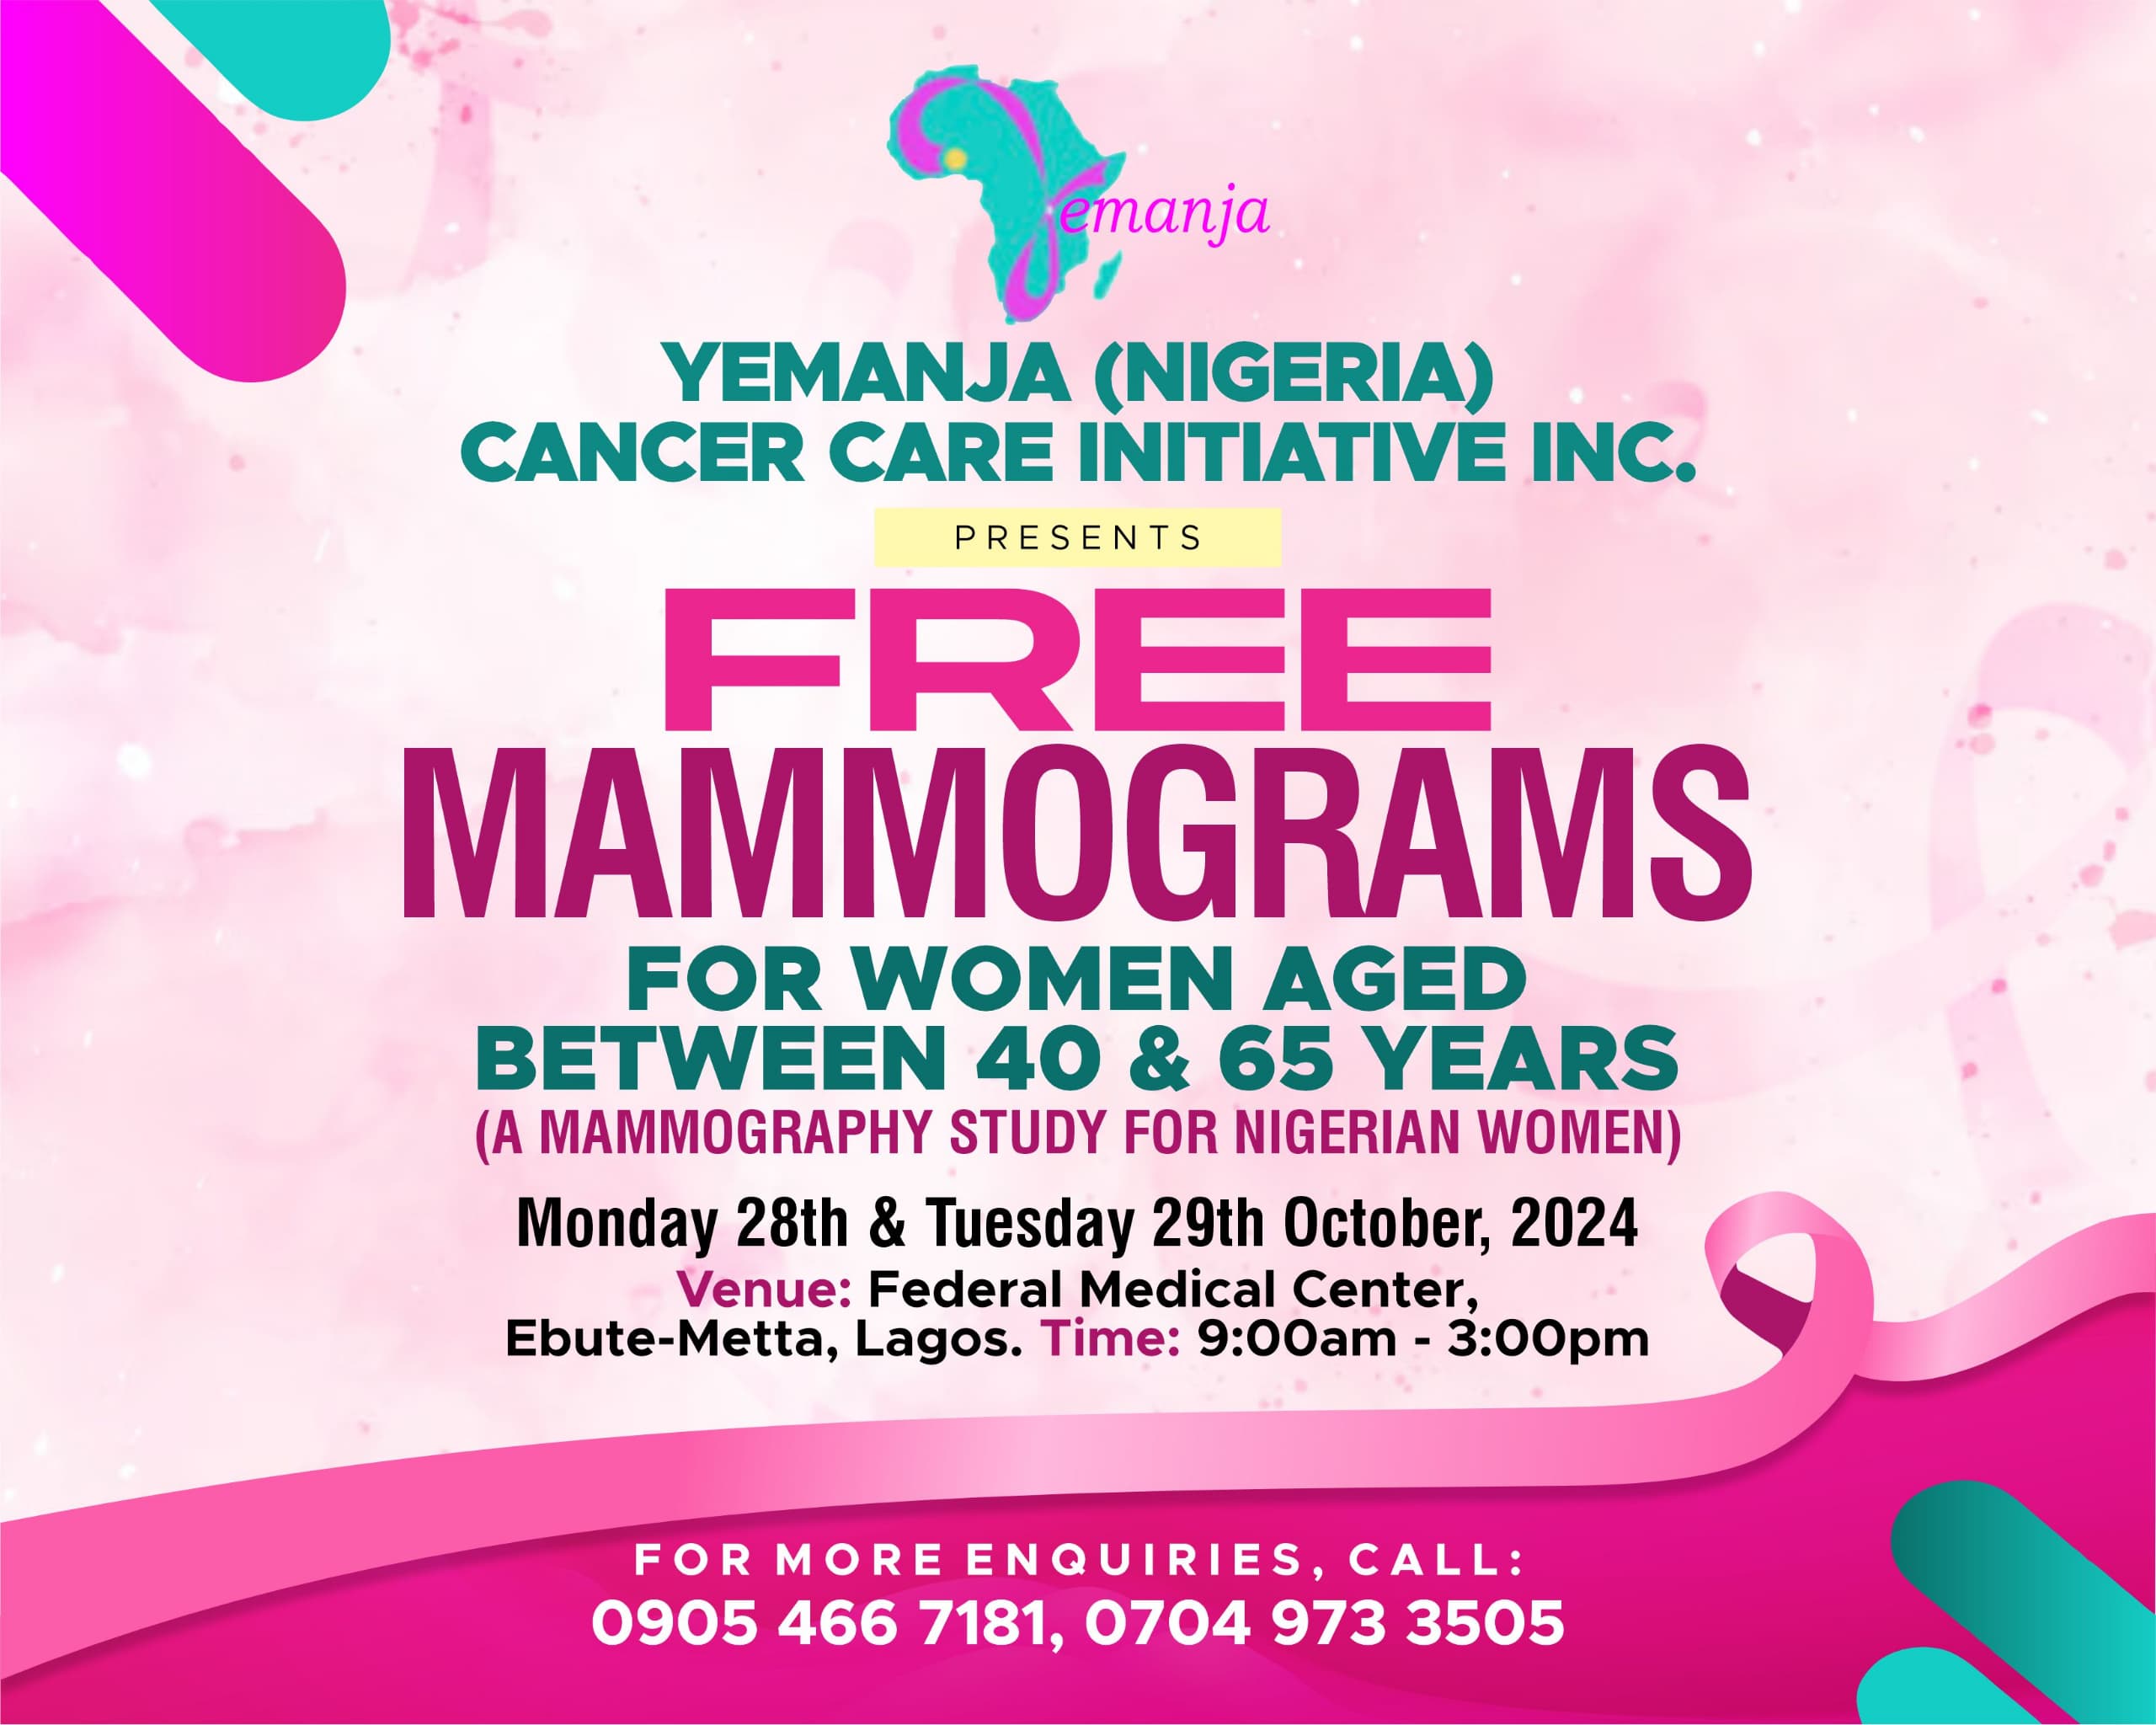 Yemanja
YEMANJA (NIGERIA)
CANCER CARE INITIATIVE INC.
PRESENTS
FREE
MAMMOGRAMS
FOR WOMEN AGED
BETWEEN 40 & 65 YEARS
(A MAMMOGRAPHY STUDY FOR NIGERIAN WOMEN)
Monday 28th & Tuesday 29th October, 2024
Venue: Federal Medical Center,
Ebute-Metta, Lagos. Time: 9:00am - 3:00pm
FOR MORE ENQUIRIES, CALL:
0905 466 7181, 0704 973 3505